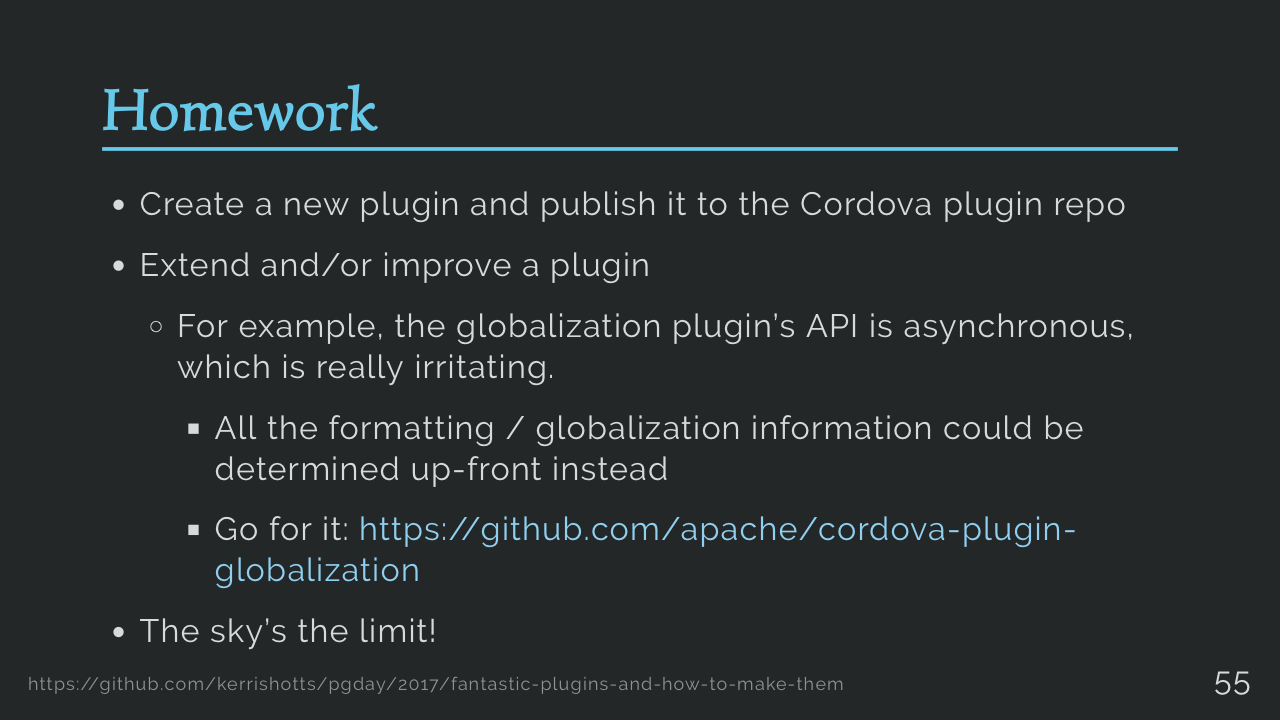 Homework
• Create a new plugin and publish it to the Cordova plugin repo
• Extend and/or improve a plugin
○ For example, the globalization plugin’s API is asynchronous,
which is really irritating.
▪ All the formatting / globalization information could be
determined up-front instead
▪ Go for it: https://github.com/apache/cordova-plugin-
globalization
• The sky’s the limit!
https://github.com/kerrishotts/pgday/2017/fantastic-plugins-and-how-to-make-them
55